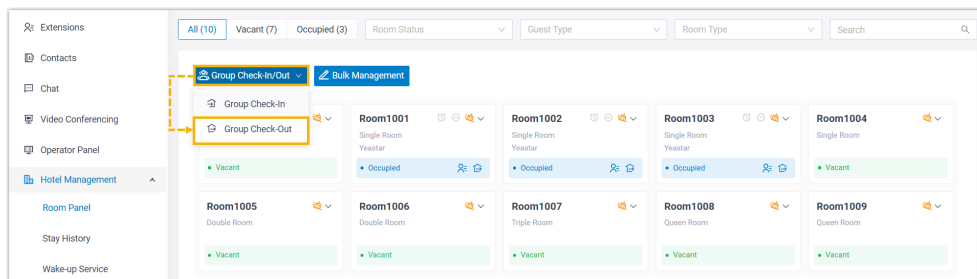 Extensions
Contacts
Chat
Video Conferencing
Operator Panel
Hotel Management
Room Panel
Stay History
Wake-up Service
All (10) Vacant (7) Occupied (3) Room Status Guest Type Room Type Search
Group Check-In/Out Bulk Management
Group Check-In
Group Check-Out
Vacant
Room1001
Single Room
Yeastar
Occupied
Room1002
Single Room
Yeastar
Occupied
Room1003
Single Room
Yeastar
Occupied
Room1004
Single Room
Vacant
Room1005
Double Room
Vacant
Room1006
Double Room
Vacant
Room1007
Triple Room
Vacant
Room1008
Queen Room
Vacant
Room1009
Queen Room
Vacant